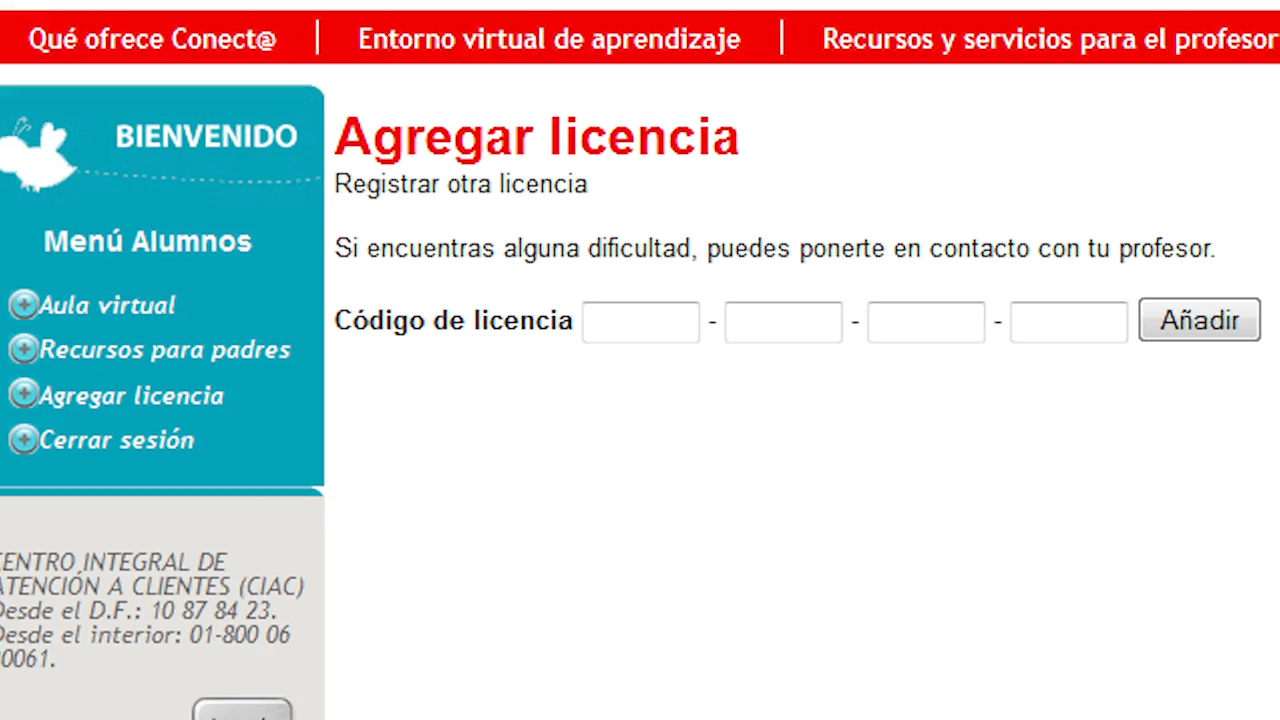 Qué ofrece Conect@
Entorno virtual de aprendizaje
Recursos y servicios para el profesor
BIENVENIDO
Menú Alumnos
Aula virtual
Recursos para padres
Agregar licencia
Cerrar sesión
ENTRO INTEGRAL DE
ATENCIÓN A CLIENTES (CIAC)
Desde el D.F.: 10 87 84 23.
Desde el interior: 01-800 06
0061.
Agregar licencia
Registrar otra licencia
Si encuentras alguna dificultad, puedes ponerte en contacto con tu profesor.
Código de licencia - - - Añadir